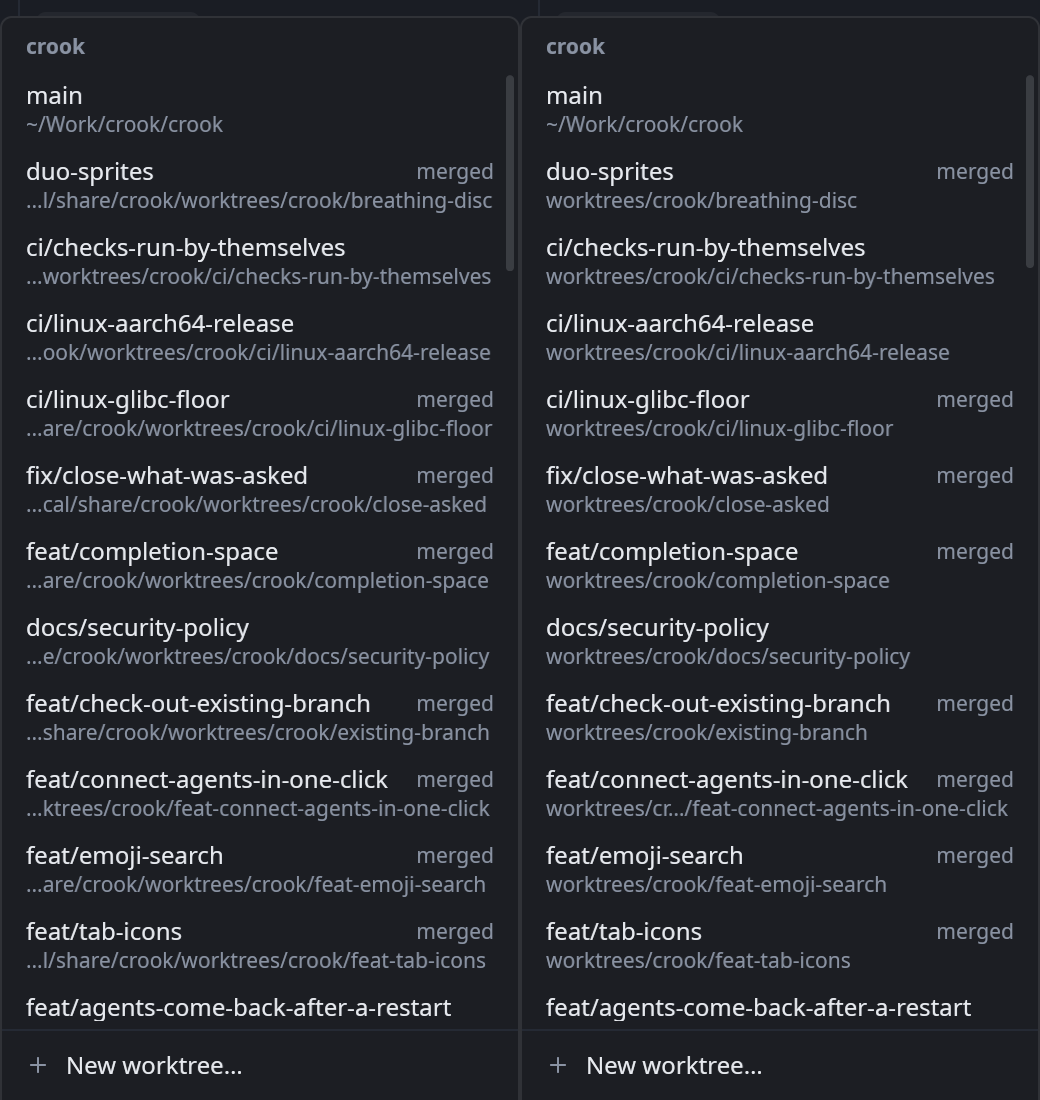 crook
main
~/Work/crook/crook
duo-sprites merged
...l/share/crook/worktrees/crook/breathing-disc
ci/checks-run-by-themselves
...worktrees/crook/ci/checks-run-by-themselves
ci/linux-aarch64-release
...ook/worktrees/crook/ci/linux-aarch64-release
ci/linux-glibc-floor merged
...are/crook/worktrees/crook/ci/linux-glibc-floor
fix/close-what-was-asked merged
...cal/share/crook/worktrees/crook/close-asked
feat/completion-space merged
...are/crook/worktrees/crook/completion-space
docs/security-policy
...e/crook/worktrees/crook/docs/security-policy
feat/check-out-existing-branch merged
...share/crook/worktrees/crook/existing-branch
feat/connect-agents-in-one-click merged
...ktrees/crook/feat-connect-agents-in-one-click
feat/emoji-search merged
...are/crook/worktrees/crook/feat-emoji-search
feat/tab-icons merged
...l/share/crook/worktrees/crook/feat-tab-icons
feat/agents-come-back-after-a-restart
+ New worktree...
crook
main
~/Work/crook/crook
duo-sprites merged
worktrees/crook/breathing-disc
ci/checks-run-by-themselves
worktrees/crook/ci/checks-run-by-themselves
ci/linux-aarch64-release
worktrees/crook/ci/linux-aarch64-release
ci/linux-glibc-floor merged
worktrees/crook/ci/linux-glibc-floor
fix/close-what-was-asked merged
worktrees/crook/close-asked
feat/completion-space merged
worktrees/crook/completion-space
docs/security-policy
worktrees/crook/docs/security-policy
feat/check-out-existing-branch merged
worktrees/crook/existing-branch
feat/connect-agents-in-one-click merged
worktrees/cr.../feat-connect-agents-in-one-click
feat/emoji-search merged
worktrees/crook/feat-emoji-search
feat/tab-icons merged
worktrees/crook/feat-tab-icons
feat/agents-come-back-after-a-restart
+ New worktree...